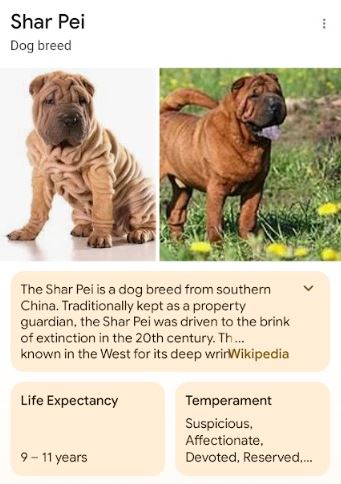 Shar Pei
Dog breed
The Shar Pei is a dog breed from southern
China. Traditionally kept as a property
guardian, the Shar Pei was driven to the brink
of extinction in the 20th century. Th...
known in the West for its deep wrin Wikipedia
Life Expectancy
9 – 11 years
Temperament
Suspicious,
Affectionate,
Devoted, Reserved,...